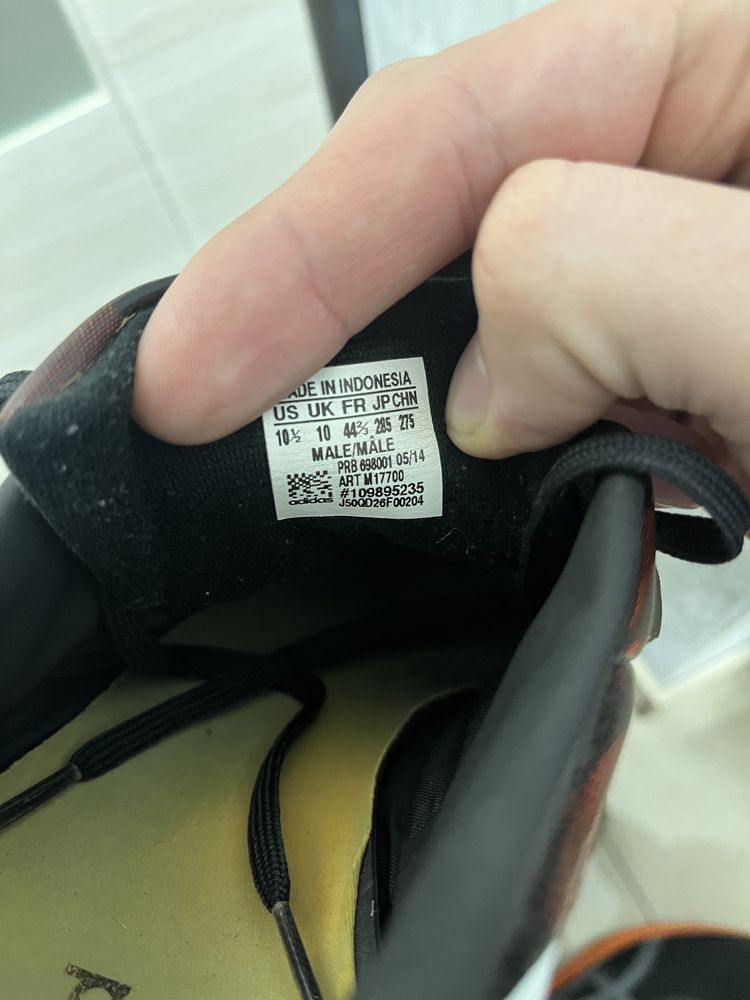 MADE IN INDONESIA
US UK FR JP CHN
10½ 10 44⅔ 285 275
MALE/MÂLE
PRB 698001 05/14
ART M17700
#109895235
adidas J50QD26F00204